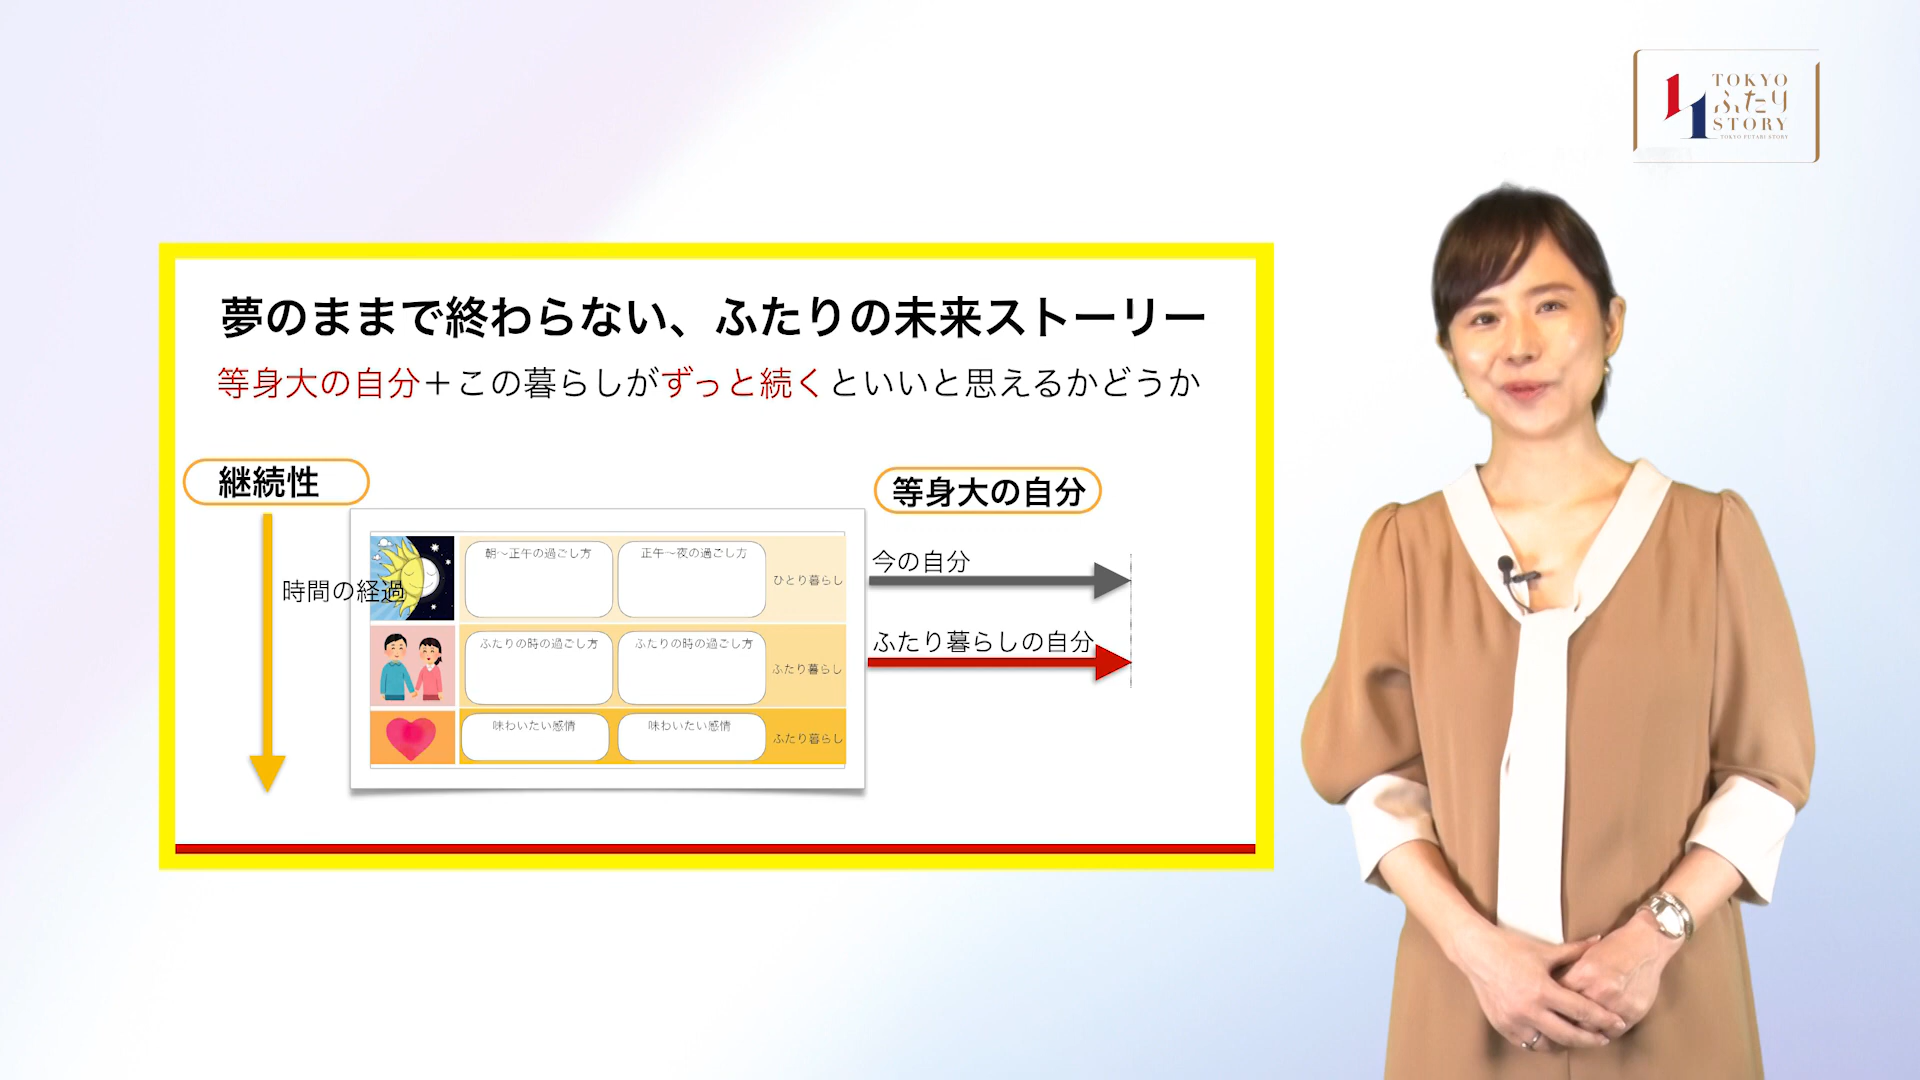 TOKYO
ふたり
STORY
TOKYO FUTARI STORY
夢のままで終わらない、ふたりの未来ストーリー
等身大の自分＋この暮らしがずっと続くといいと思えるかどうか
継続性
等身大の自分
時間の経過
朝～正午の過ごし方
正午～夜の過ごし方
ひとり暮らし
今の自分
ふたりの時の過ごし方
ふたりの時の過ごし方
ふたり暮らし
ふたり暮らしの自分
味わいたい感情
味わいたい感情
ふたり暮らし